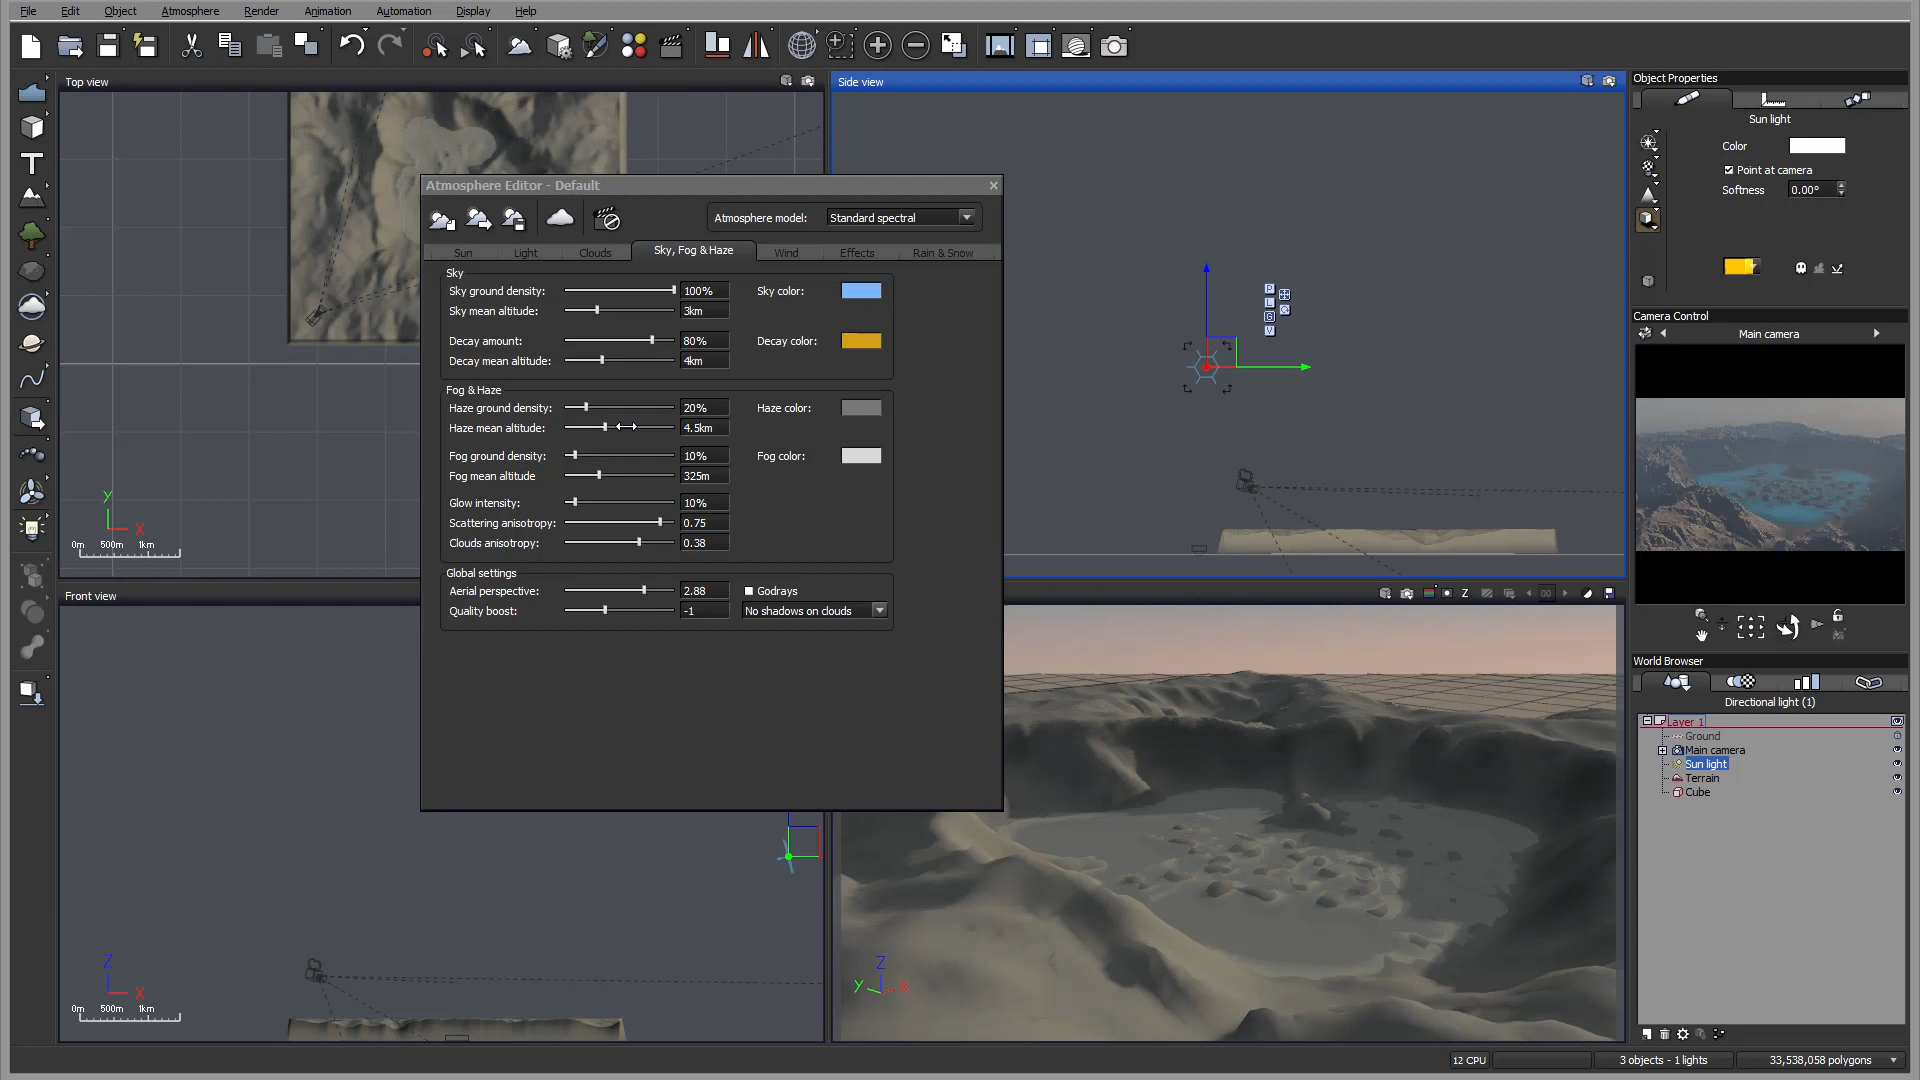 File Edit Object Atmosphere Render Animation Automation Display Help
Top view
Side view
Object Properties
Sun light
Color
Point at camera
Softness 0.00°
Atmosphere Editor - Default
Atmosphere model: Standard spectral
Sun Light Clouds Sky, Fog & Haze Wind Effects Rain & Snow
Sky
Sky ground density: 100% Sky color:
Sky mean altitude: 3km
Decay amount: 80% Decay color:
Decay mean altitude: 4km
Fog & Haze
Haze ground density: 20% Haze color:
Haze mean altitude: 4.5km
Fog ground density: 10% Fog color:
Fog mean altitude 325m
Glow intensity: 10%
Scattering anisotropy: 0.75
Clouds anisotropy: 0.38
Global settings
Aerial perspective: 2.88 Godrays
Quality boost: -1 No shadows on clouds
P
L
G
V
Y
X
0m 500m 1km
Front view
Z
X
0m 500m 1km
Z
Z
Y X
Camera Control
Main camera
World Browser
Directional light (1)
Layer 1
Ground
Main camera
Sun light
Terrain
Cube
12 CPU 3 objects - 1 lights 33,538,058 polygons